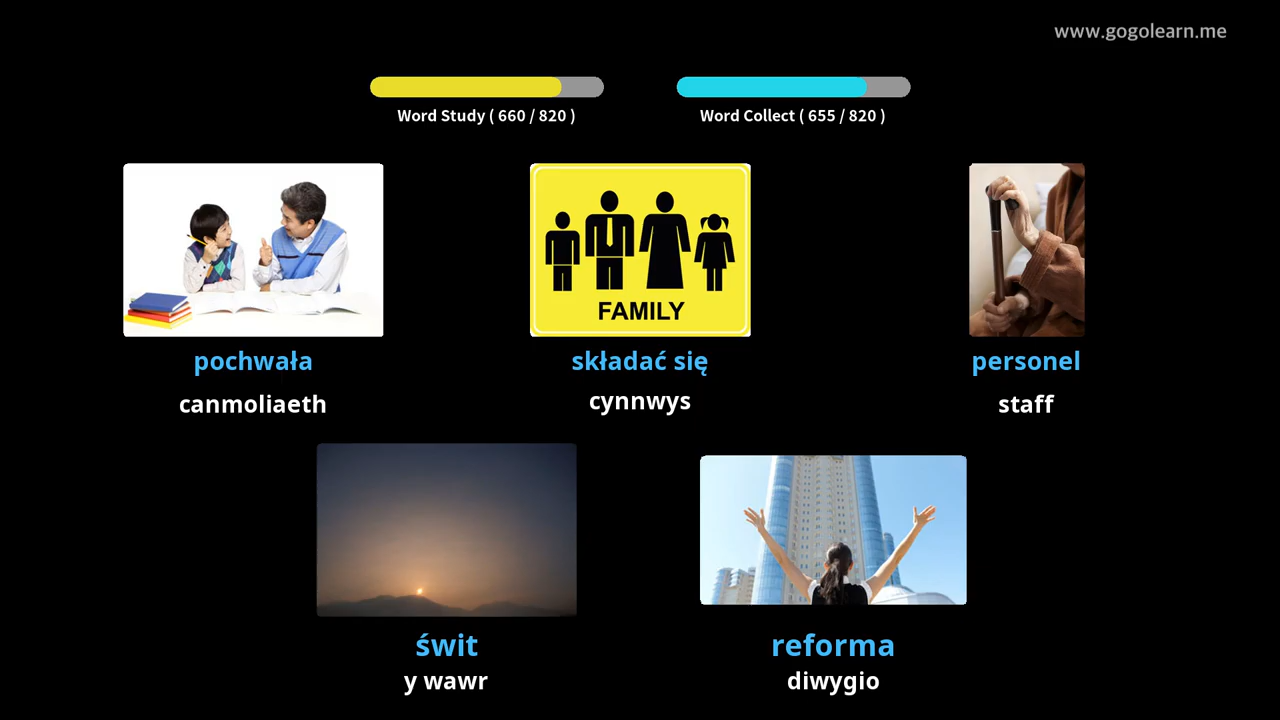 www.gogolearn.me
Word Study ( 660 / 820 )
Word Collect ( 655 / 820 )
FAMILY
pochwała
składać się
personel
canmoliaeth
cynnwys
staff
świt
reforma
y wawr
diwygio